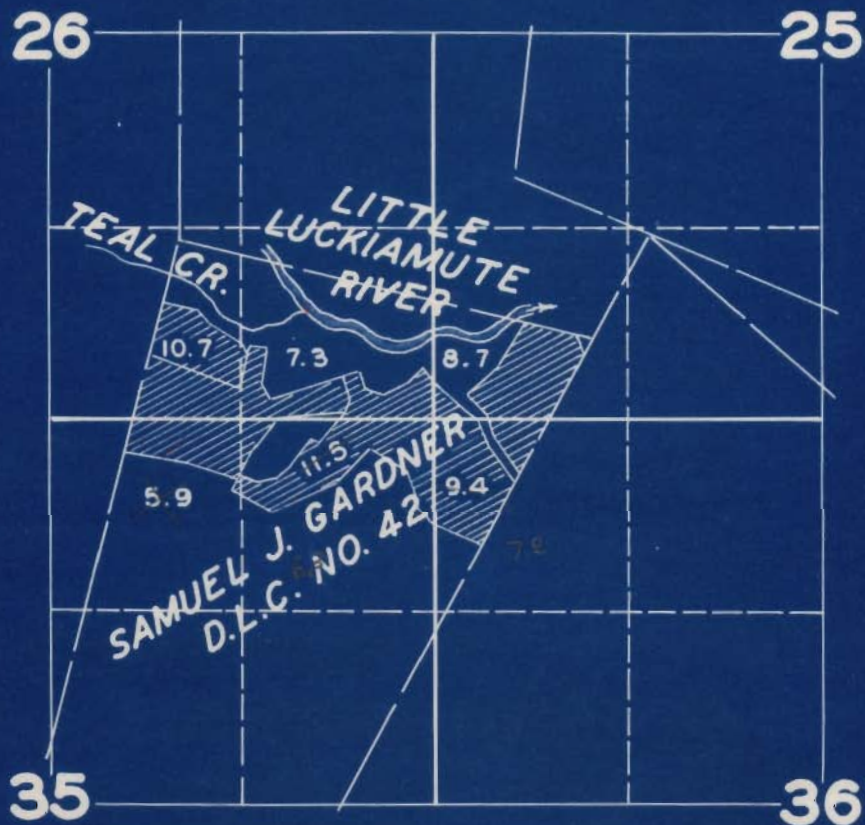 26
25
TEAL CR.
LITTLE
LUCKIAMUTE
RIVER
10.7
7.3
8.7
11.5
5.9
9.4
SAMUEL J. GARDNER
D.L.C. NO. 42
35
36